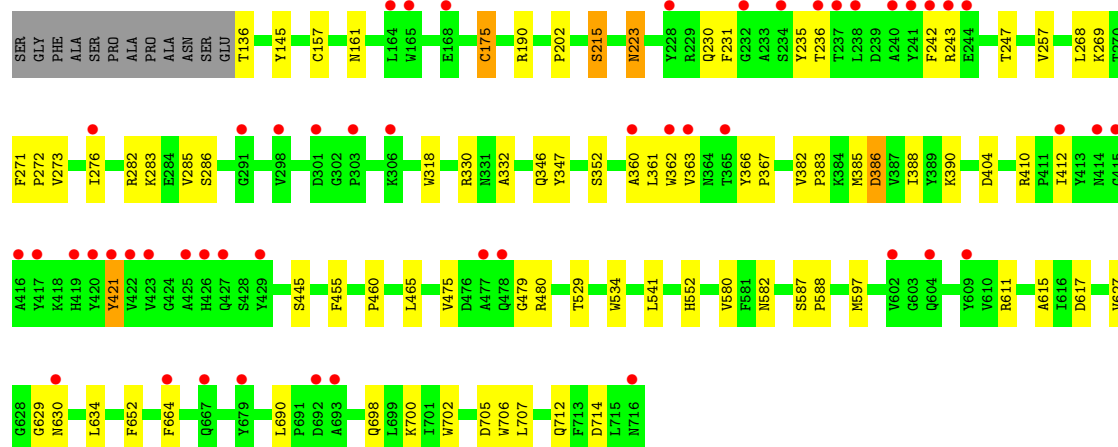 SER GLY PHE ALA SER PRO ALA PRO ALA ASN SER GLU T136 Y145 C157 N161 L164 W165 E168 C175 R190 P202 S215 N223 Y228 R229 Q230 F231 G232 A233 S234 Y235 T236 T237 L238 D239 A240 Y241 F242 R243 E244 T247 V257 L268 K269 T270
F271 P272 V273 I276 R282 K283 E284 V285 S286 G291 V298 D301 G302 P303 K306 W318 R330 N331 A332 Q346 Y347 S352 A360 L361 W362 V363 N364 T365 Y366 P367 V382 P383 K384 M385 D386 V387 I388 Y389 K390 D404 R410 P411 I412 Y413 N414 G415
A416 Y417 K418 H419 Y420 Y421 V422 V423 G424 A425 H426 Q427 S428 Y429 S445 F455 P460 L465 V475 D476 A477 Q478 G479 R480 T529 W534 L541 H552 V580 F581 N582 S587 P588 M597 V602 G603 Q604 Y609 V610 R611 A615 I616 D617
G628 G629 N630 L634 F652 F664 Q667 Y679 L690 P691 D692 A693 Q698 L699 K700 I701 W702 D705 W706 L707 Q712 F713 D714 L715 N716